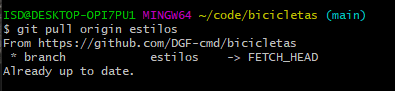 ISD@DESKTOP-OPI7PU1 MINGW64 ~/code/bicicletas (main)
$ git pull origin estilos
From https://github.com/DGF-cmd/bicicletas
 * branch            estilos    -> FETCH_HEAD
Already up to date.